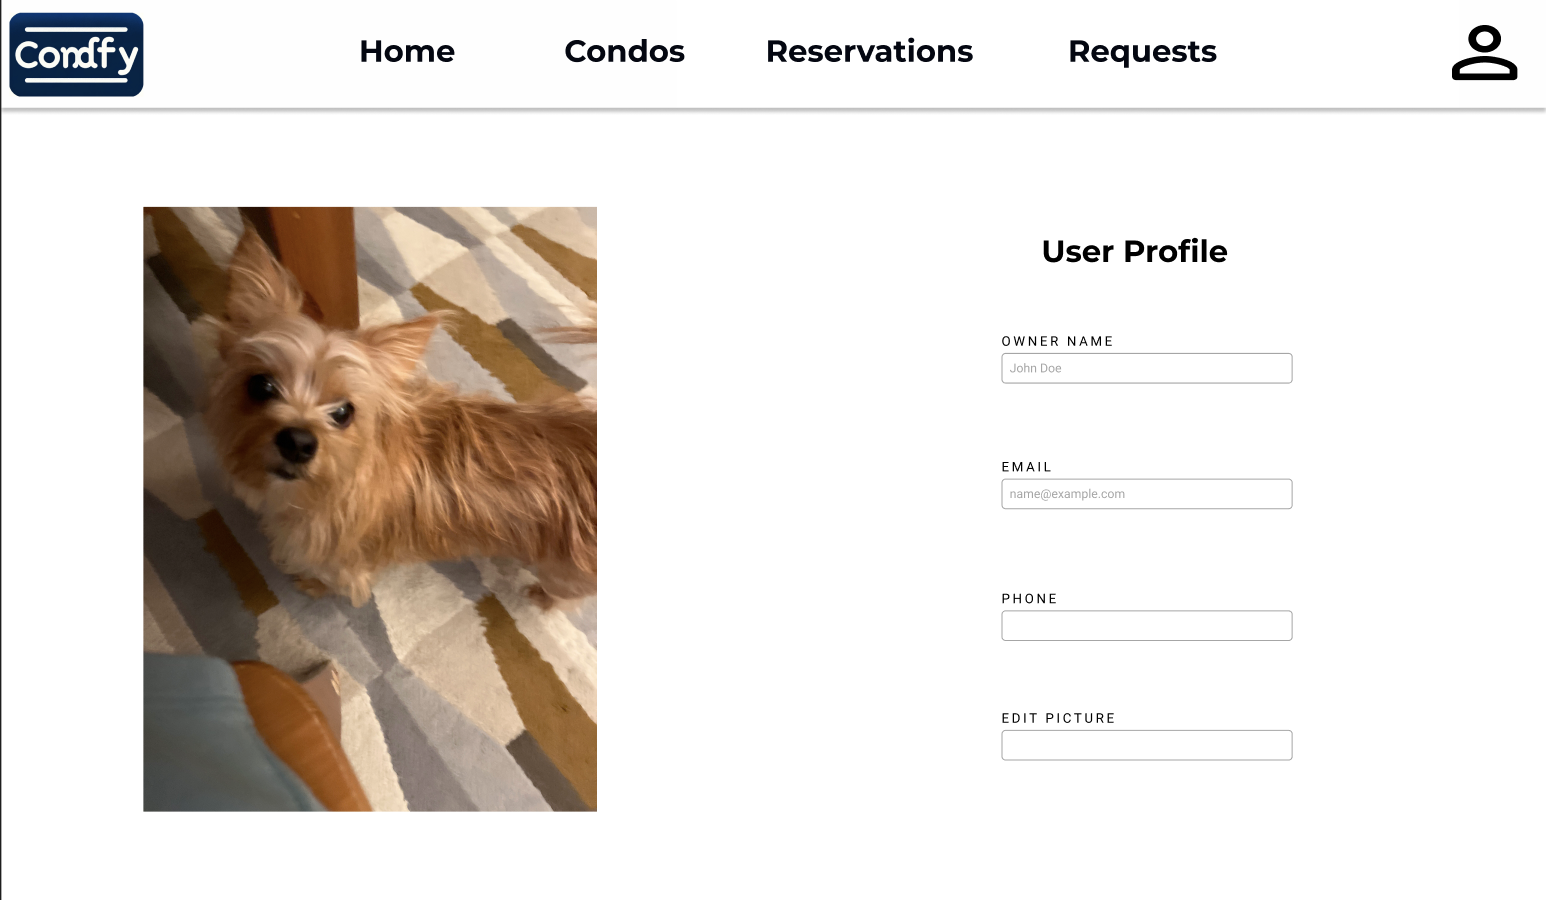 Condfy
Home Condos Reservations Requests
User Profile
OWNER NAME
John Doe
EMAIL
name@example.com
PHONE
EDIT PICTURE